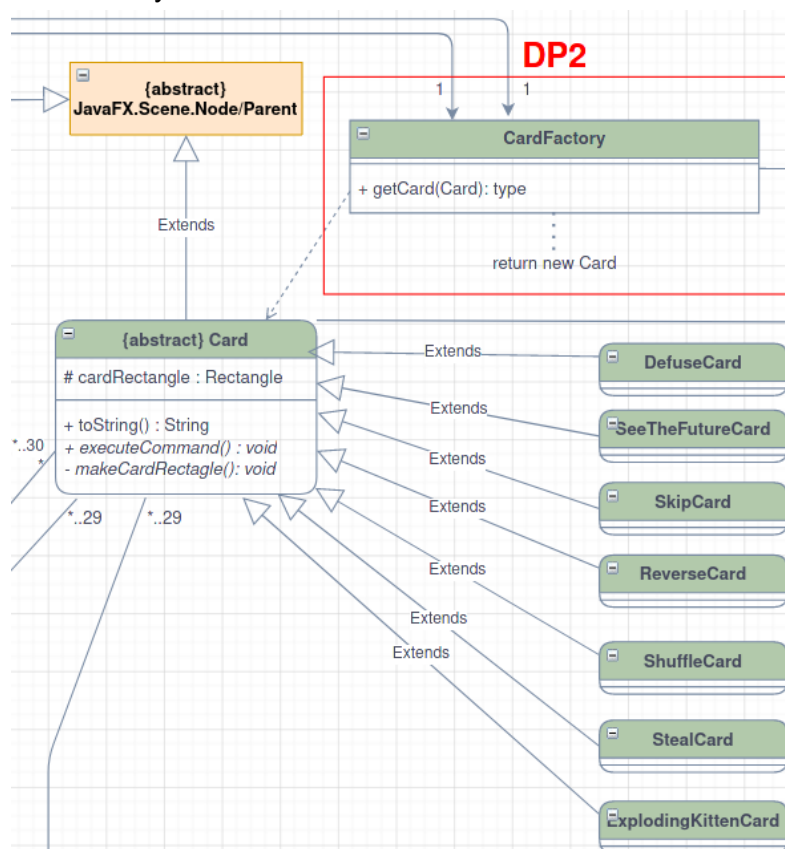 DP2
{abstract}
JavaFX.Scene.Node/Parent
1
1
CardFactory
+ getCard(Card): type
Extends
return new Card
{abstract} Card
# cardRectangle : Rectangle
+ toString() : String
+ executeCommand() : void
- makeCardRectagle(): void
*..30
*
*..29
*..29
Extends
DefuseCard
Extends
SeeTheFutureCard
Extends
SkipCard
Extends
ReverseCard
Extends
ShuffleCard
Extends
StealCard
Extends
ExplodingKittenCard